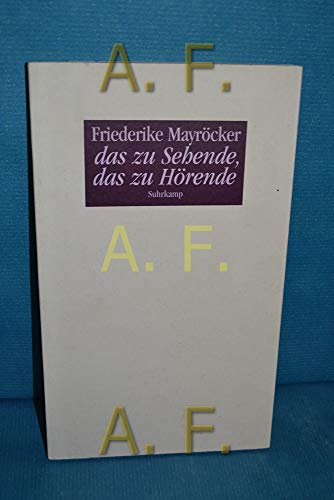 A. F.
Friederike Mayröcker
das zu Sehende,
das zu Hörende
Suhrkamp
A. F.
A. F.